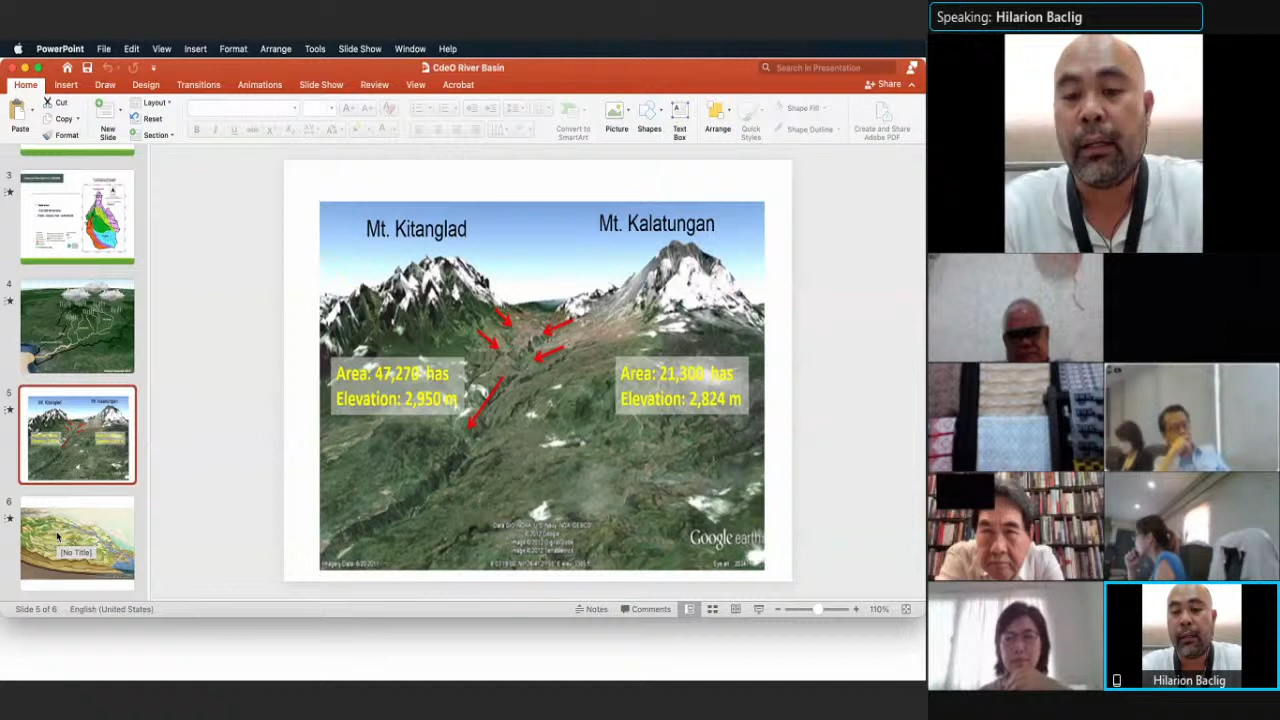 Speaking: Hilarion Baclig
PowerPoint File Edit View Insert Format Arrange Tools Slide Show Window Help
CdeO River Basin
Search in Presentation
Home Insert Draw Design Transitions Animations Slide Show Review View Acrobat
Share
Paste
Cut
Copy
Format
New Slide
Layout
Reset
Section
Convert to SmartArt
Picture
Shapes
Text Box
Arrange
Quick Styles
Shape Fill
Shape Outline
Create and Share Adobe PDF
3
4
5
6
[No Title]
Mt. Kitanglad
Mt. Kalatungan
Area: 47,270 has
Elevation: 2,950 m
Area: 21,300 has
Elevation: 2,824 m
Google earth
Slide 5 of 6 English (United States)
Notes Comments
110%
Hilarion Baclig